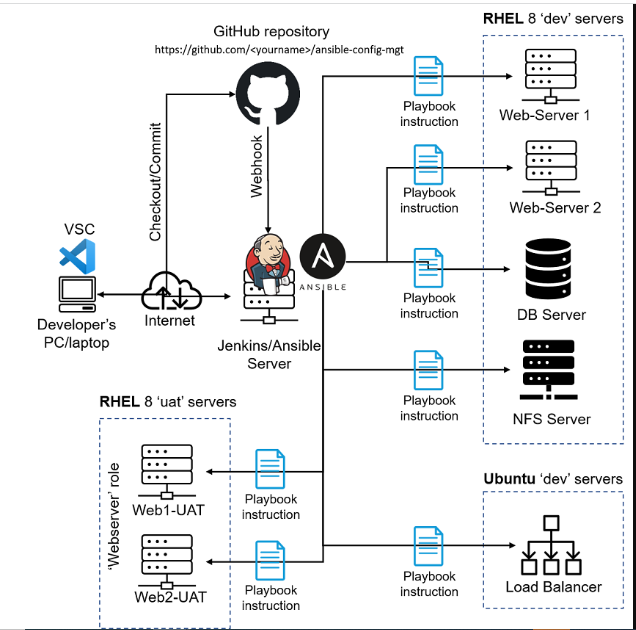 GitHub repository
https://github.com/<yourname>/ansible-config-mgt
RHEL 8 ‘dev’ servers
Playbook
instruction
Web-Server 1
Checkout/Commit
Webhook
Playbook
instruction
Web-Server 2
VSC
A
ANSIBLE
Developer’s
PC/laptop
Internet
Jenkins/Ansible
Server
Playbook
instruction
DB Server
Playbook
instruction
NFS Server
RHEL 8 ‘uat’ servers
‘Webserver’ role
Web1-UAT
Playbook
instruction
Web2-UAT
Playbook
instruction
Ubuntu ‘dev’ servers
Playbook
instruction
Load Balancer